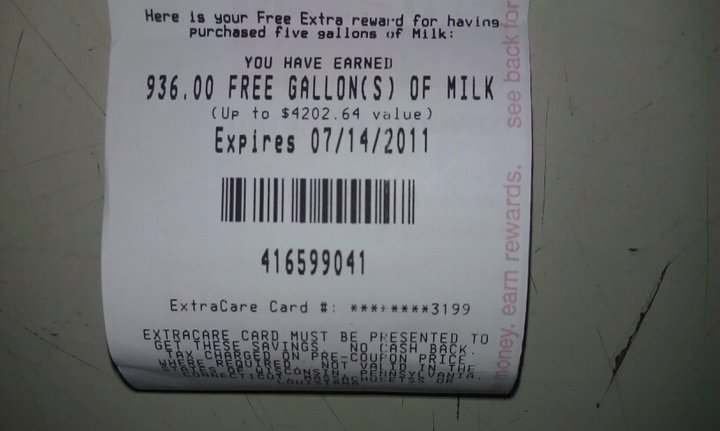 Here is your Free Extra reward for having
purchased five gallons of Milk:
YOU HAVE EARNED
936.00 FREE GALLON(S) OF MILK
(Up to $4202.64 value)
Expires 07/14/2011
416599041
ExtraCare Card #: ********3199
EXTRACARE CARD MUST BE PRESENTED TO
GET THESE SAVINGS. NO CASH BACK.
TAX CHARGED ON PRE-COUPON PRICE
see back for
money, earn rewards.